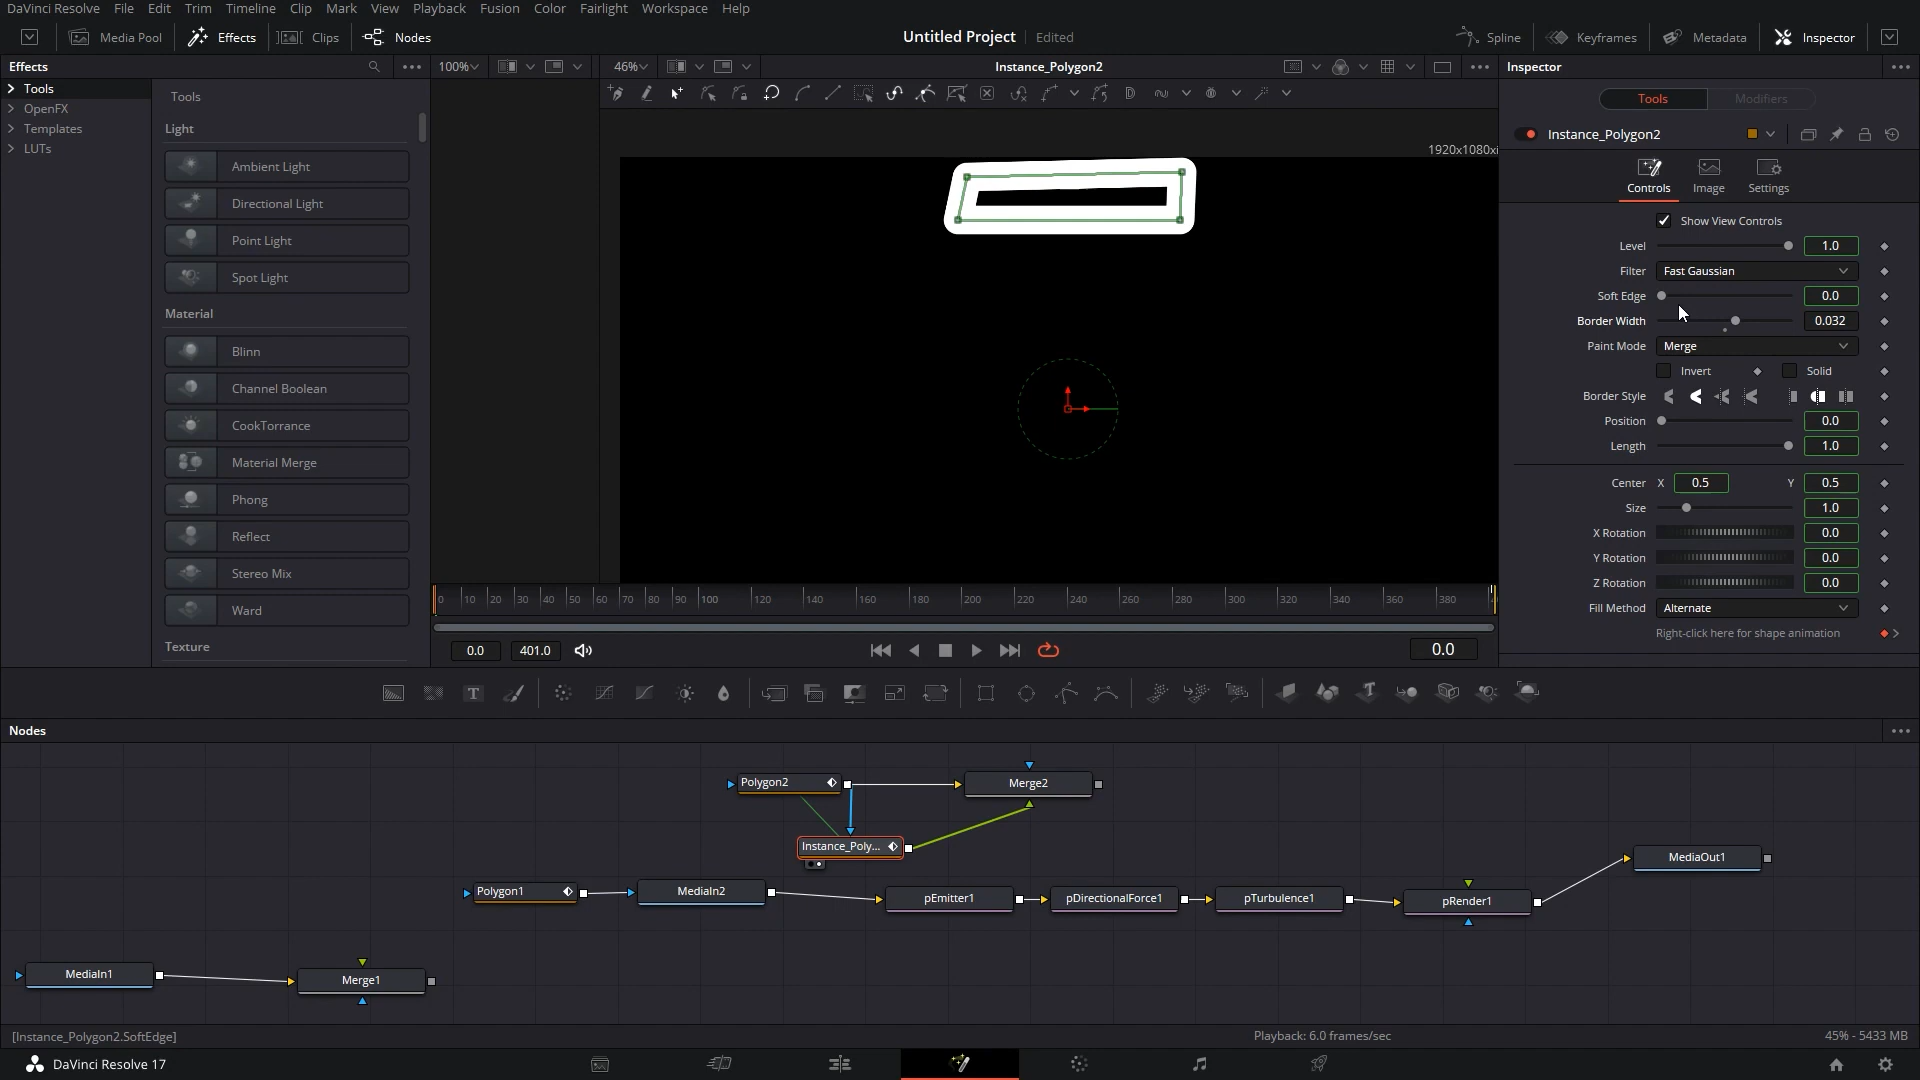 DaVinci Resolve File Edit Trim Timeline Clip Mark View Playback Fusion Color Fairlight Workspace Help
Media Pool Effects Clips Nodes Untitled Project Edited Spline Keyframes Metadata Inspector
Effects 100% 46% Instance_Polygon2 Inspector
Tools
OpenFX
Templates
LUTs
Tools
Light
Ambient Light
Directional Light
Point Light
Spot Light
Material
Blinn
Channel Boolean
CookTorrance
Material Merge
Phong
Reflect
Stereo Mix
Ward
Texture
1920x1080xi
0 10 20 30 40 50 60 70 80 90 100 120 140 160 180 200 220 240 260 280 300 320 340 360 380
0.0 401.0 0.0
Tools Modifiers
Instance_Polygon2
Controls Image Settings
Show View Controls
Level 1.0
Filter Fast Gaussian
Soft Edge 0.0
Border Width 0.032
Paint Mode Merge
Invert Solid
Border Style
Position 0.0
Length 1.0
Center X 0.5 Y 0.5
Size 1.0
X Rotation 0.0
Y Rotation 0.0
Z Rotation 0.0
Fill Method Alternate
Right-click here for shape animation
T T
Nodes
Polygon2 Merge2
Instance_Poly...
MediaOut1
Polygon1 MediaIn2 pEmitter1 pDirectionalForce1 pTurbulence1 pRender1
MediaIn1 Merge1
[Instance_Polygon2.SoftEdge] Playback: 6.0 frames/sec 45% - 5433 MB
DaVinci Resolve 17